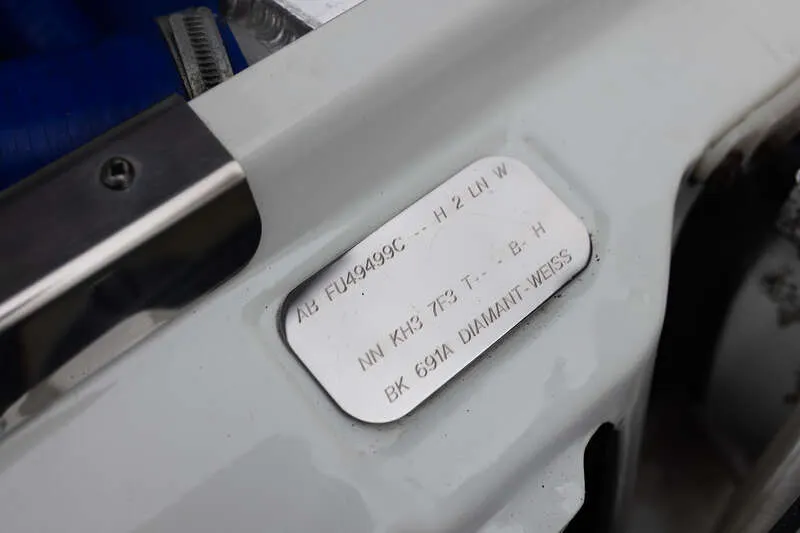 AB FU49499C -- H 2 LN W
NN KH3 7F3 T--- B- H
BK 691A DIAMANT-WEISS